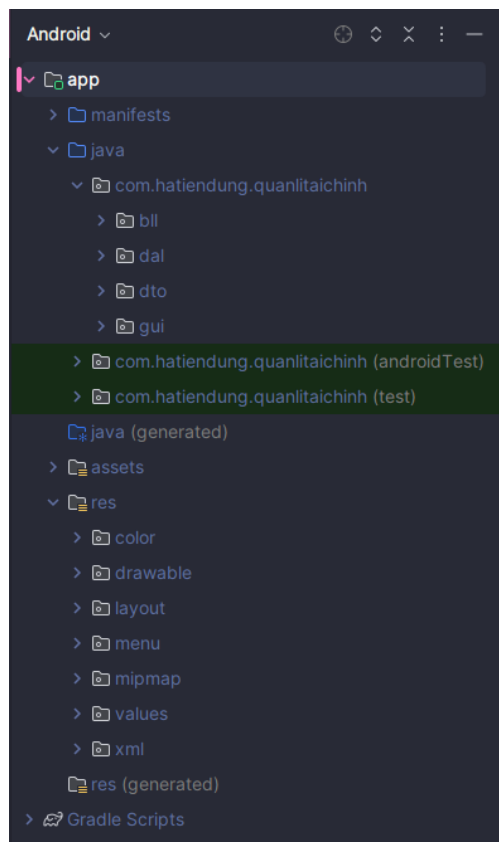 Android
app
manifests
java
com.hatiendung.quanlitaichinh
bll
dal
dto
gui
com.hatiendung.quanlitaichinh (androidTest)
com.hatiendung.quanlitaichinh (test)
java (generated)
assets
res
color
drawable
layout
menu
mipmap
values
xml
res (generated)
Gradle Scripts